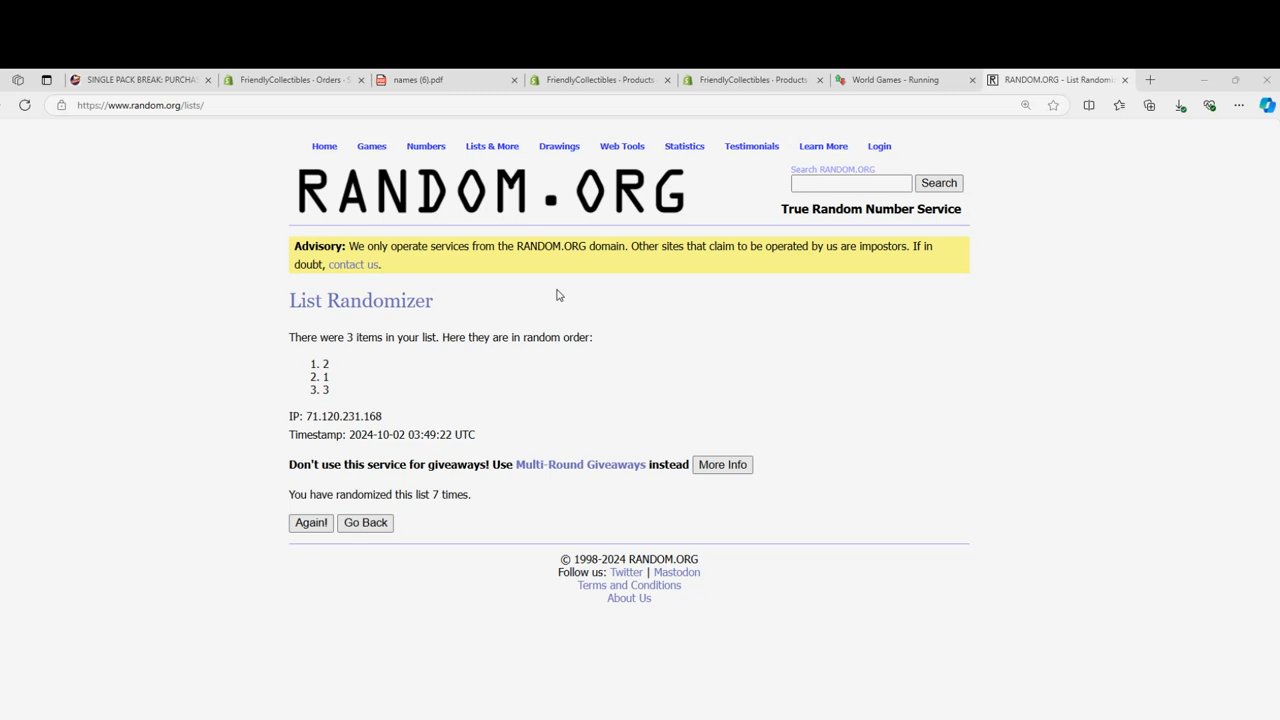 SINGLE PACK BREAK: PURCHA
FriendlyCollectibles · Orders · S
names (6).pdf
FriendlyCollectibles · Products
FriendlyCollectibles · Products
World Games - Running
RANDOM.ORG - List Randomi
https://www.random.org/lists/
Home Games Numbers Lists & More Drawings Web Tools Statistics Testimonials Learn More Login
RANDOM.ORG
Search RANDOM.ORG
Search
True Random Number Service
Advisory: We only operate services from the RANDOM.ORG domain. Other sites that claim to be operated by us are impostors. If in
doubt, contact us.
List Randomizer
There were 3 items in your list. Here they are in random order:
1. 2
2. 1
3. 3
IP: 71.120.231.168
Timestamp: 2024-10-02 03:49:22 UTC
Don't use this service for giveaways! Use Multi-Round Giveaways instead More Info
You have randomized this list 7 times.
Again! Go Back
© 1998-2024 RANDOM.ORG
Follow us: Twitter | Mastodon
Terms and Conditions
About Us